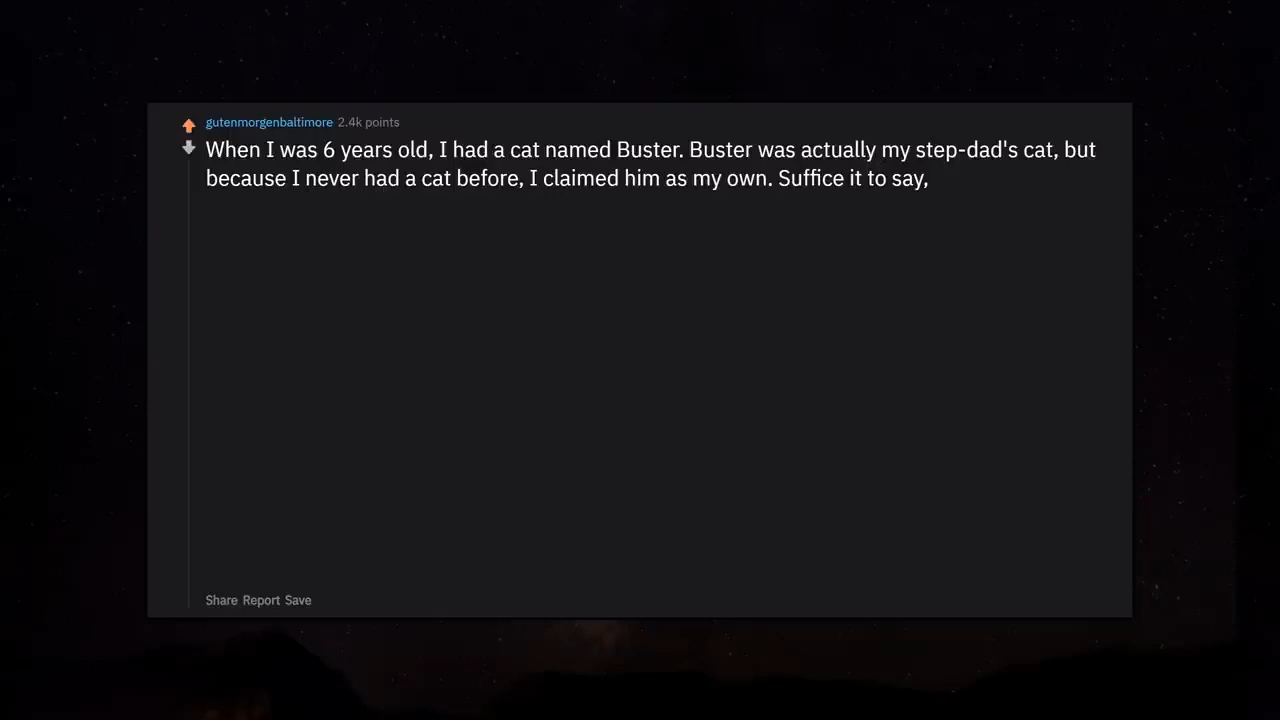 gutenmorgenbaltimore 2.4k points
When I was 6 years old, I had a cat named Buster. Buster was actually my step-dad's cat, but
because I never had a cat before, I claimed him as my own. Suffice it to say,
Share Report Save